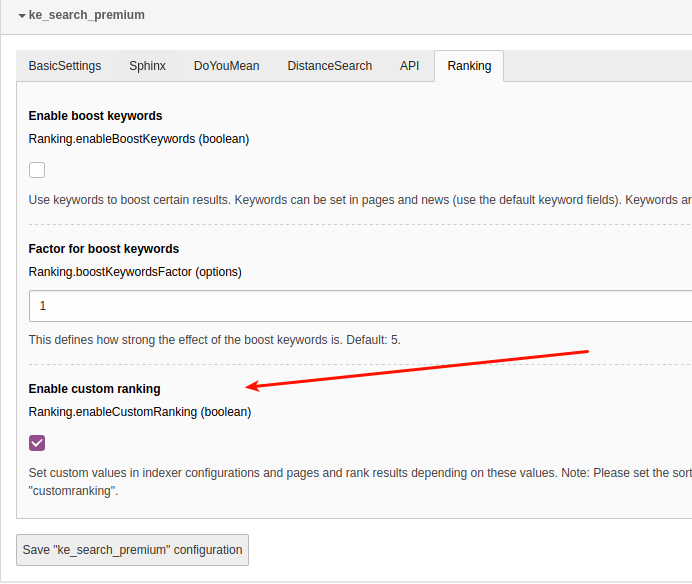 ke_search_premium
BasicSettings Sphinx DoYouMean DistanceSearch API Ranking
Enable boost keywords
Ranking.enableBoostKeywords (boolean)
Use keywords to boost certain results. Keywords can be set in pages and news (use the default keyword fields). Keywords ar
Factor for boost keywords
Ranking.boostKeywordsFactor (options)
1
This defines how strong the effect of the boost keywords is. Default: 5.
Enable custom ranking
Ranking.enableCustomRanking (boolean)
Set custom values in indexer configurations and pages and rank results depending on these values. Note: Please set the sort
"customranking".
Save "ke_search_premium" configuration